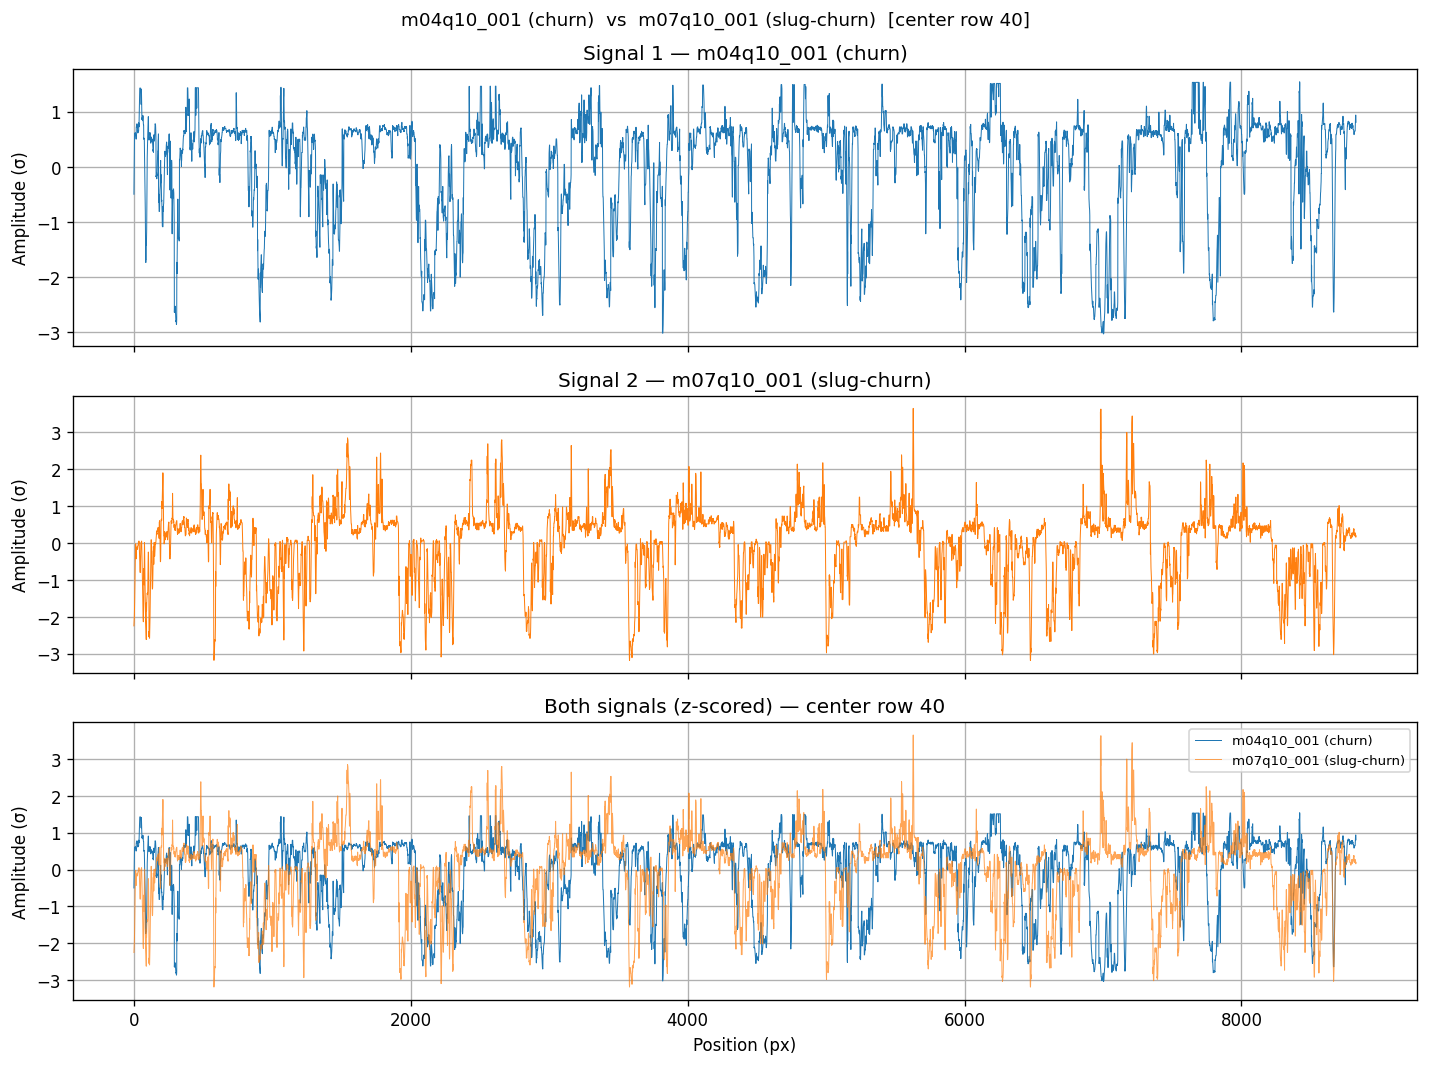 m04q10_001 (churn)  vs  m07q10_001 (slug-churn)  [center row 40]
Signal 1 — m04q10_001 (churn)
Amplitude (σ)
1
0
−1
−2
−3
Signal 2 — m07q10_001 (slug-churn)
Amplitude (σ)
3
2
1
0
−1
−2
−3
Both signals (z-scored) — center row 40
Amplitude (σ)
3
2
1
0
−1
−2
−3
m04q10_001 (churn)
m07q10_001 (slug-churn)
0 2000 4000 6000 8000
Position (px)